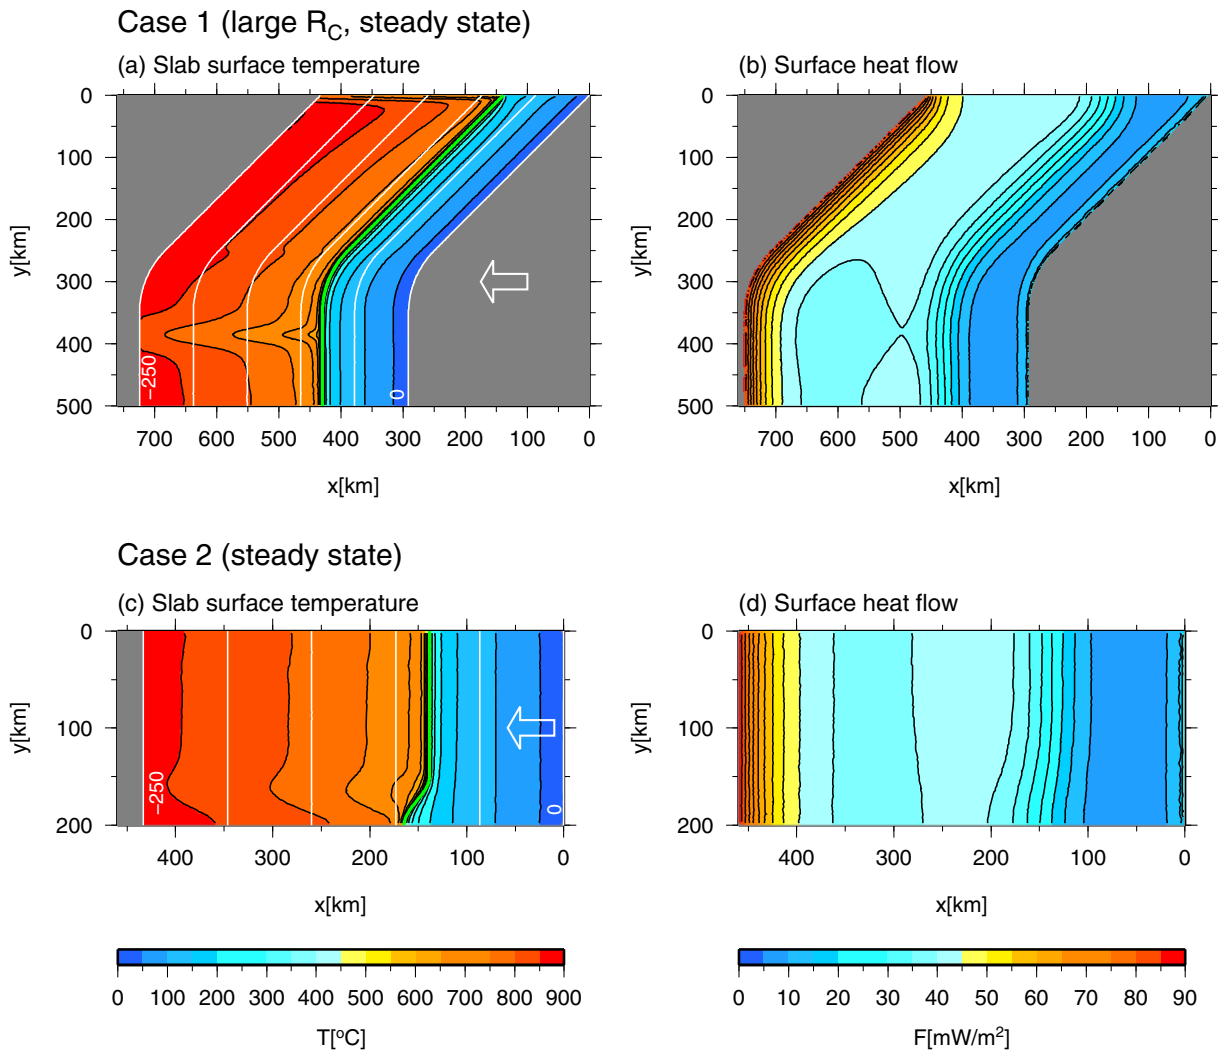 Case 1 (large R_C, steady state)
(a) Slab surface temperature
(b) Surface heat flow
0
100
200
300
400
500
y[km]
−250
0
700 600 500 400 300 200 100 0
x[km]
0
100
200
300
400
500
y[km]
700 600 500 400 300 200 100 0
x[km]
Case 2 (steady state)
(c) Slab surface temperature
(d) Surface heat flow
0
100
200
y[km]
−250
0
400 300 200 100 0
x[km]
0
100
200
y[km]
400 300 200 100 0
x[km]
0 100 200 300 400 500 600 700 800 900
T[°C]
0 10 20 30 40 50 60 70 80 90
F[mW/m²]